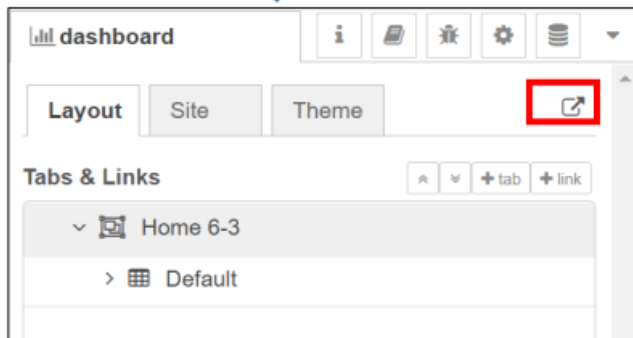 dashboard
Layout Site Theme
Tabs & Links + tab + link
Home 6-3
Default